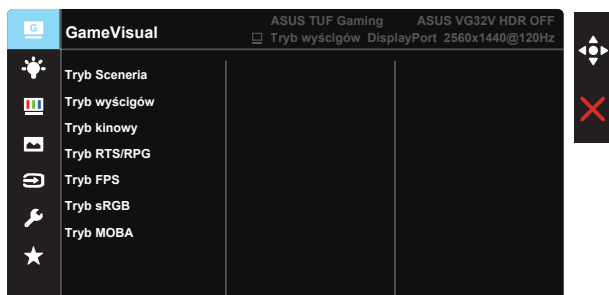 G
GameVisual
ASUS TUF Gaming ASUS VG32V HDR OFF
Tryb wyścigów DisplayPort 2560x1440@120Hz
Tryb Sceneria
Tryb wyścigów
Tryb kinowy
Tryb RTS/RPG
Tryb FPS
Tryb sRGB
Tryb MOBA